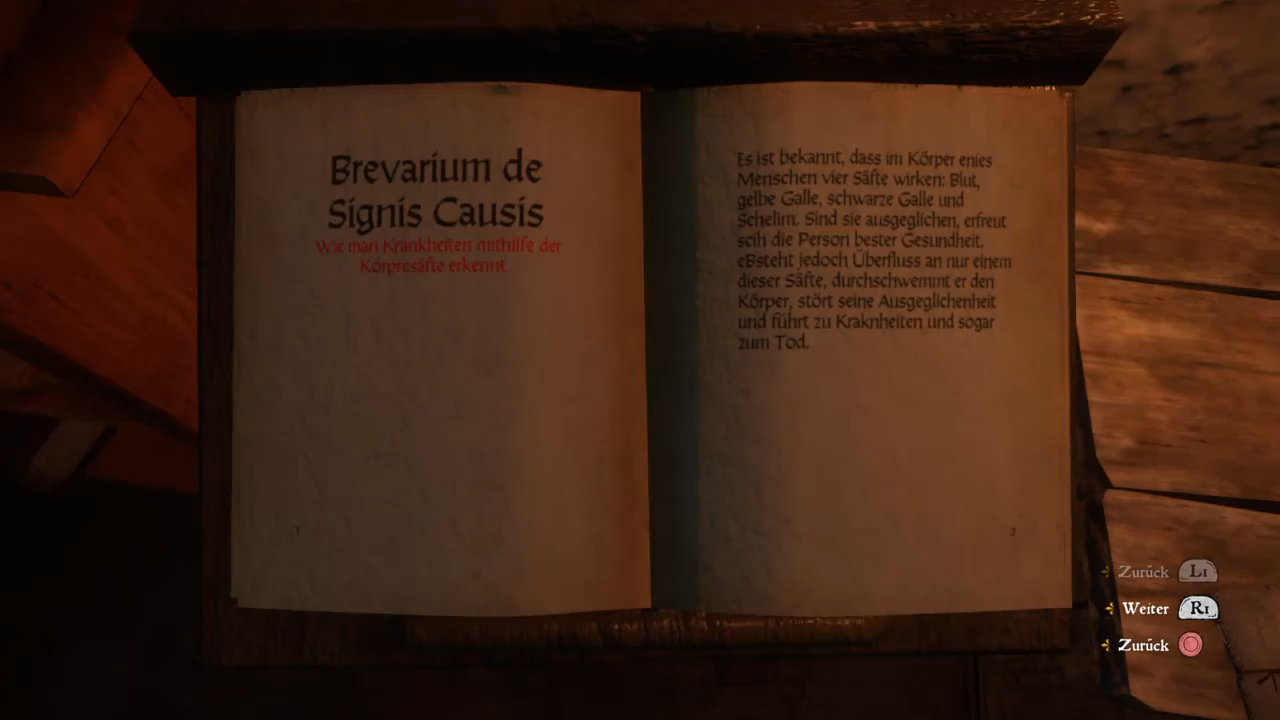 Brevarium de
Signis Causis
Wie man Krankheiten mithilfe der
Körpresäfte erkennt
1
Es ist bekannt, dass im Körper enies
Menschen vier Säfte wirken: Blut,
gelbe Galle, schwarze Galle und
Schelim. Sind sie ausgeglichen, erfreut
scih die Person bester Gesundheit.
eBsteht jedoch Überfluss an nur einem
dieser Säfte, durchschwemmt er den
Körper, stört seine Ausgeglichenheit
und führt zu Kraknheiten und sogar
zum Tod.
2
Zurück L1
Weiter R1
Zurück